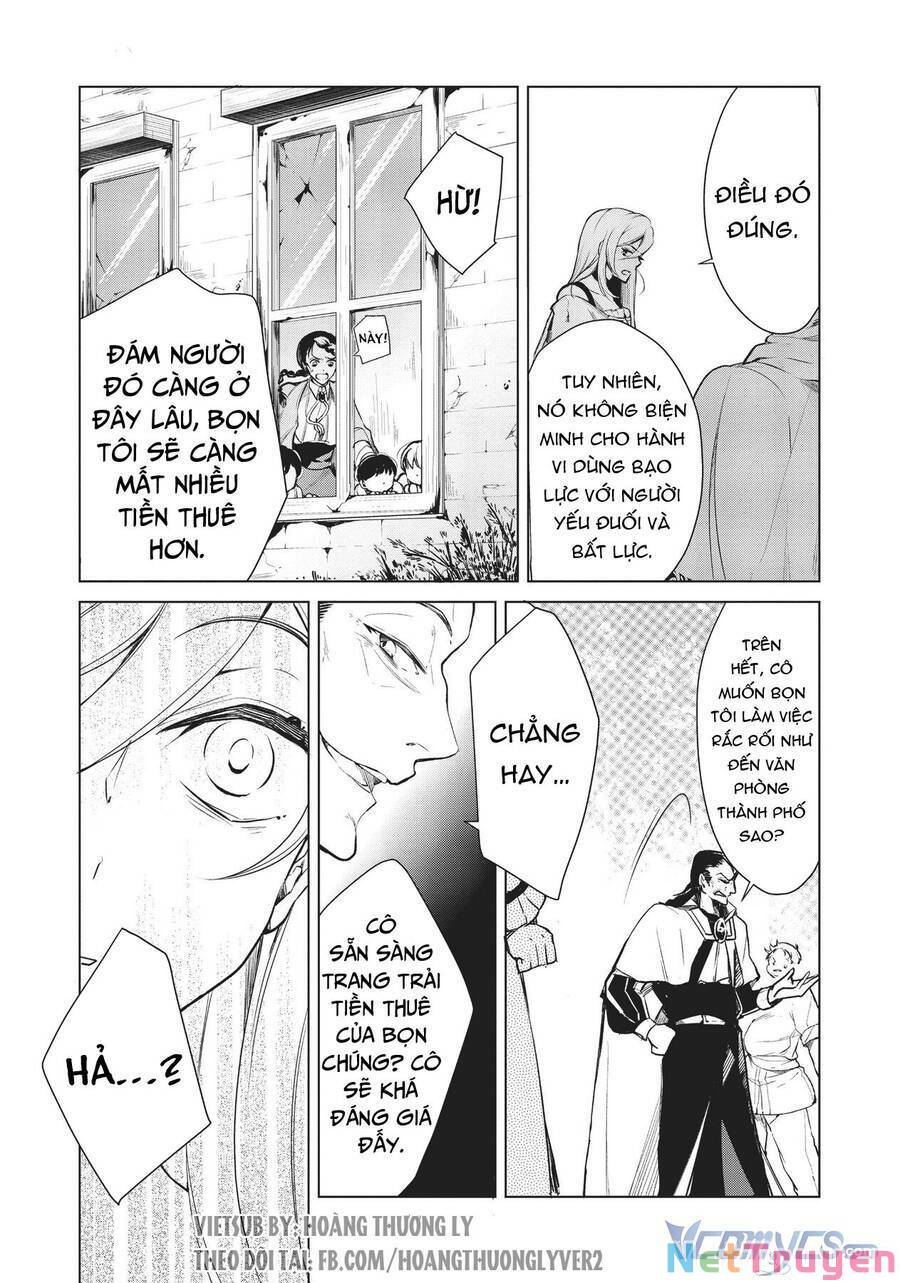 ĐIỀU ĐÓ
ĐÚNG.
TUY NHIÊN,
NÓ KHÔNG BIỆN
MINH CHO HÀNH
VI DÙNG BẠO
LỰC VỚI NGƯỜI
YẾU ĐUỐI VÀ
BẤT LỰC.
HỪ!
NÀY!
ĐÁM NGƯỜI
ĐÓ CÀNG Ở
ĐÂY LÂU, BỌN
TÔI SẼ CÀNG
MẤT NHIỀU
TIỀN THUÊ
HƠN.
TRÊN
HẾT, CÔ
MUỐN BỌN
TÔI LÀM VIỆC
RẮC RỐI NHƯ
ĐẾN VĂN
PHÒNG
THÀNH PHỐ
SAO?
CHẲNG
HAY...
CÔ
SẴN SÀNG
TRANG TRẢI
TIỀN THUÊ
CỦA BỌN
CHÚNG? CÔ
SẼ KHÁ
ĐÁNG GIÁ
ĐẤY.
HẢ...?
VIETSUB BY: HOÀNG THƯƠNG LY
THEO DÕI TẠI: FB.COM/HOANGTHUONGLYVER2
NetTruyen